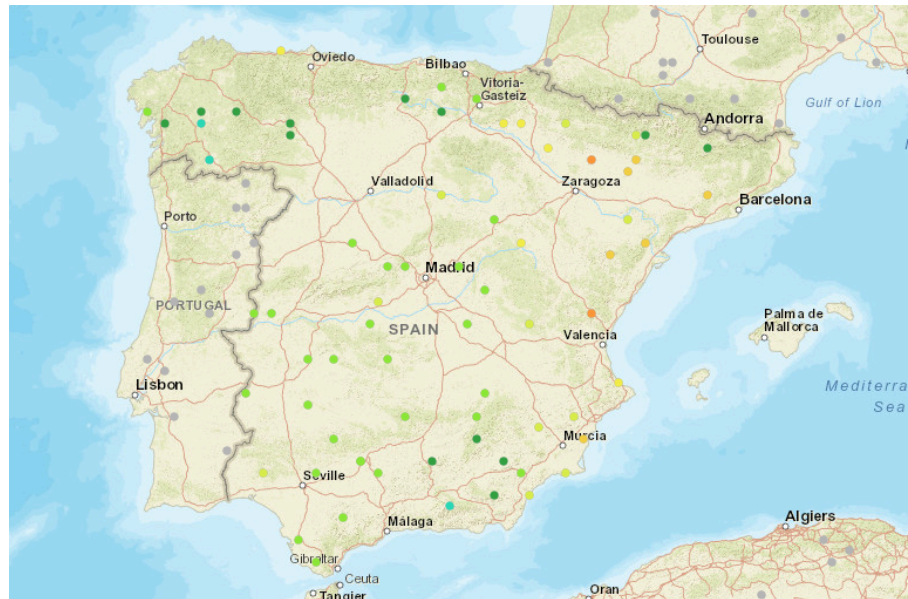 Toulouse
Oviedo
Bilbao
Vitoria-
Gasteiz
Gulf of Lion
Andorra
Valladolid
Zaragoza
Barcelona
Porto
Madrid
PORTUGAL
SPAIN
Palma de
Mallorca
Valencia
Lisbon
Mediterra
Sea
Murcia
Seville
Málaga
Algiers
Gibraltar
Ceuta
Tangier
Oran